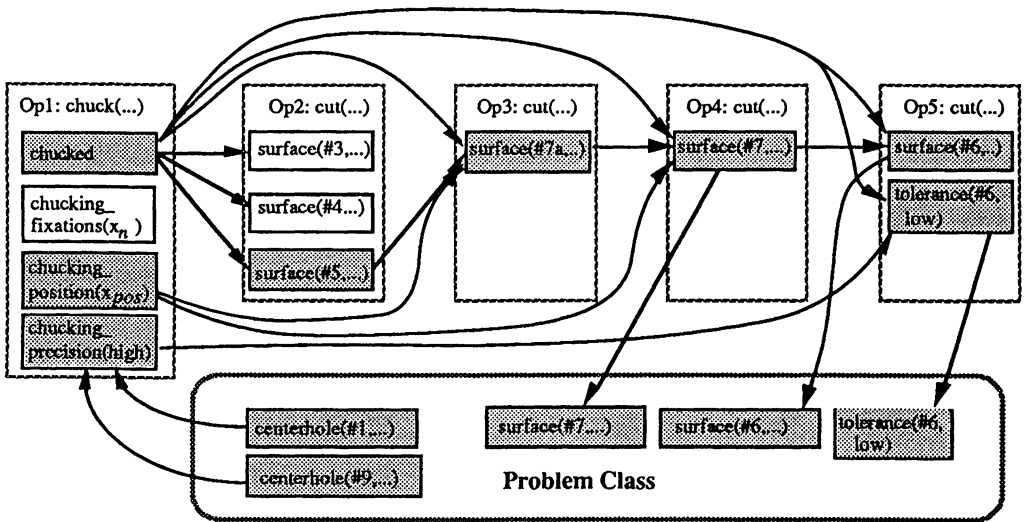 Op1: chuck(...)
chucked
chucking_
fixations(xn)
chucking_
position(xpos)
chucking_
precision(high)
Op2: cut(...)
surface(#3,...)
surface(#4...)
surface(#5,...)
Op3: cut(...)
surface(#7a,..)
Op4: cut(...)
surface(#7,...)
Op5: cut(...)
surface(#6,..)
tolerance(#6,
low)
centerhole(#1,...)
centerhole(#9,...)
surface(#7,...)
surface(#6,...)
tolerance(#6,
low)
Problem Class